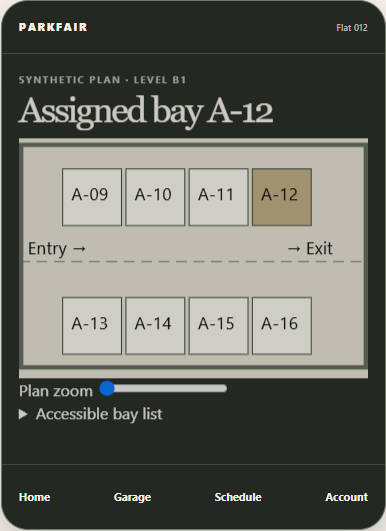 PARKFAIR
Flat 012
SYNTHETIC PLAN · LEVEL B1
Assigned bay A-12
A-09 A-10 A-11 A-12
Entry → → Exit
A-13 A-14 A-15 A-16
Plan zoom
▶ Accessible bay list
Home Garage Schedule Account